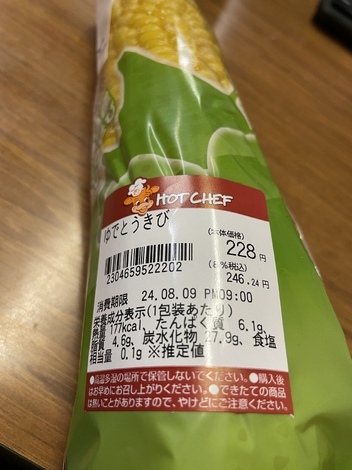 HOT CHEF
ゆでとうきび
(本体価格)
228円
(8%税込)
246.24円
2304659522202
消費期限 24.08.09 PM09:00
栄養成分表示(1包装あたり)
熱量 177kcal、たんぱく質 6.1g、
脂質 4.6g、炭水化物 27.9g、食塩
相当量 0.1g ※推定値
●高温多湿の場所で保管しないでください。●購入後
はお早めにお召し上がりください。●できたての商品
は熱いことがありますので、やけどにご注意ください。